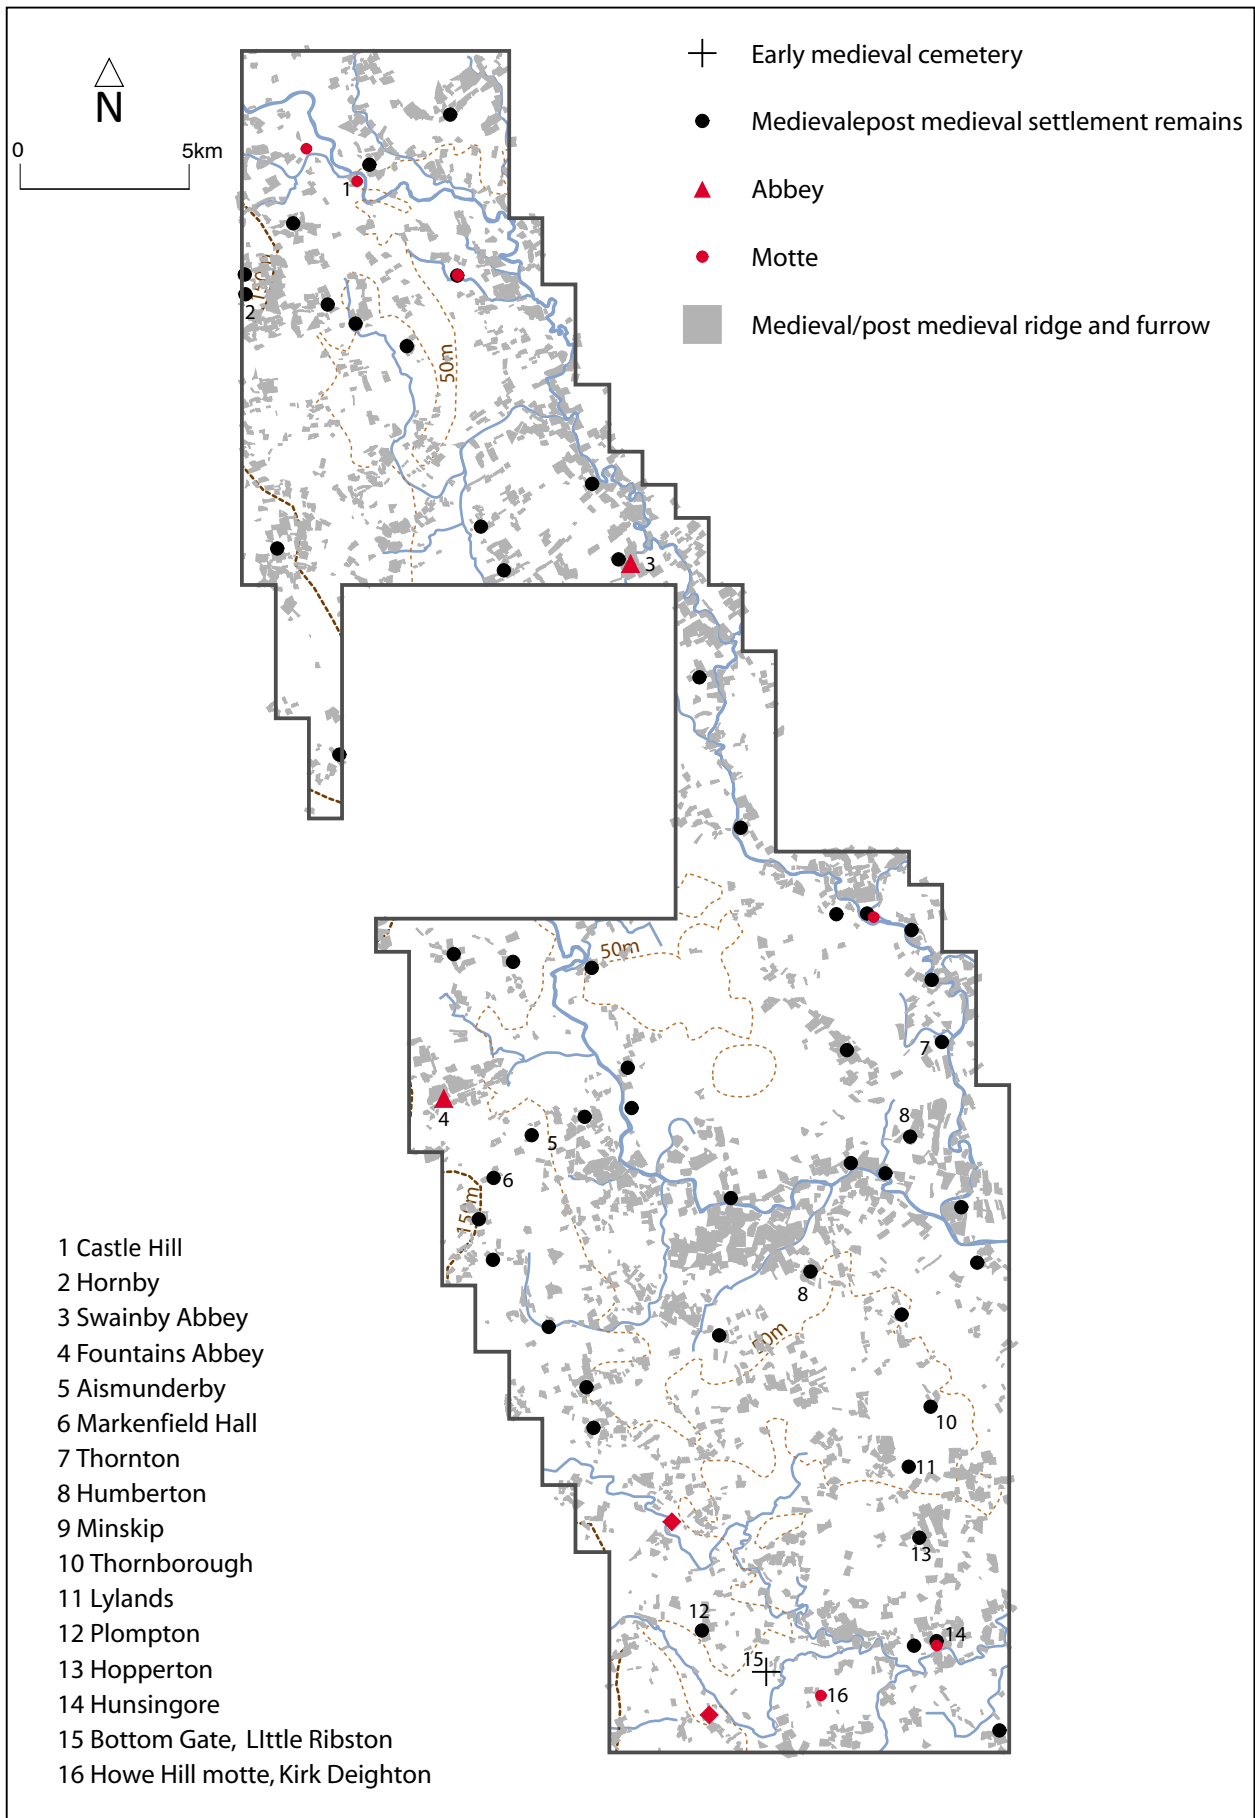 N
0 5km
Early medieval cemetery
Medievalepost medieval settlement remains
Abbey
Motte
Medieval/post medieval ridge and furrow
1
150m
2
50m
3
50m
7
4
8
5
6
150m
8
50m
10
11
13
12
14
15
16
1 Castle Hill
2 Hornby
3 Swainby Abbey
4 Fountains Abbey
5 Aismunderby
6 Markenfield Hall
7 Thornton
8 Humberton
9 Minskip
10 Thornborough
11 Lylands
12 Plompton
13 Hopperton
14 Hunsingore
15 Bottom Gate, LIttle Ribston
16 Howe Hill motte, Kirk Deighton